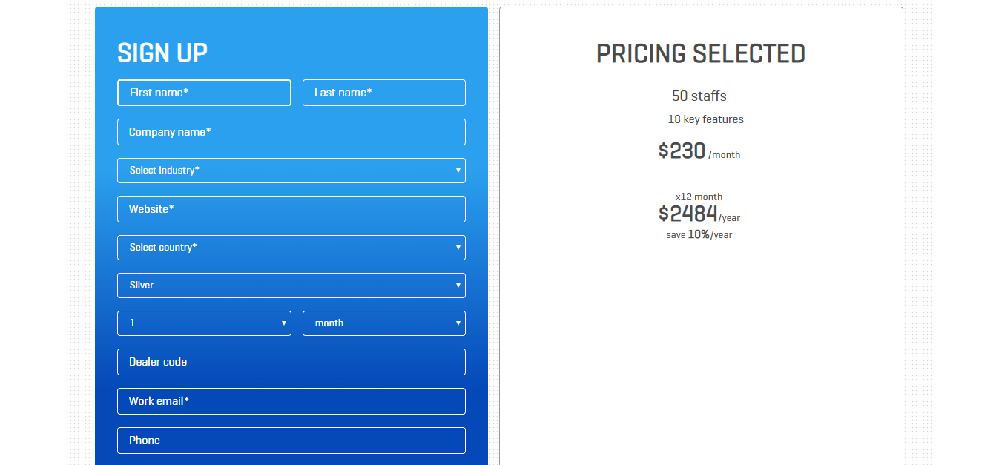 SIGN UP
First name*
Last name*
Company name*
Select industry*
Website*
Select country*
Silver
1
month
Dealer code
Work email*
Phone
PRICING SELECTED
50 staffs
18 key features
$230 /month
x12 month
$2484/year
save 10%/year